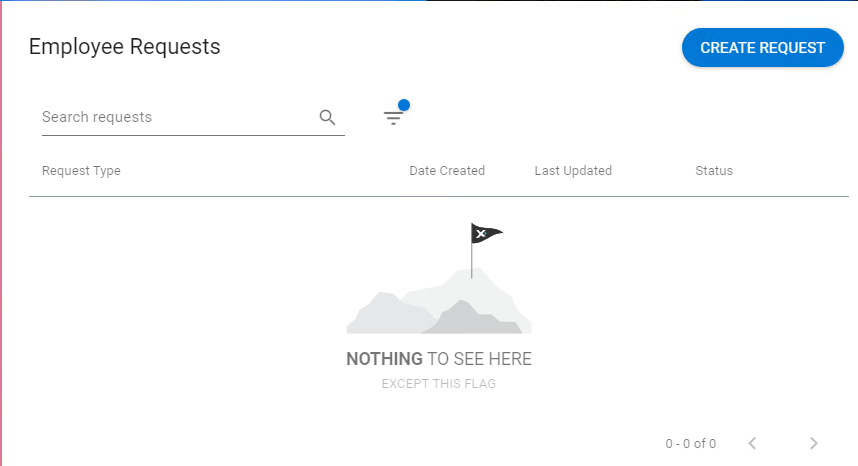 Employee Requests
CREATE REQUEST
Search requests
Request Type Date Created Last Updated Status
NOTHING TO SEE HERE
EXCEPT THIS FLAG
0 - 0 of 0